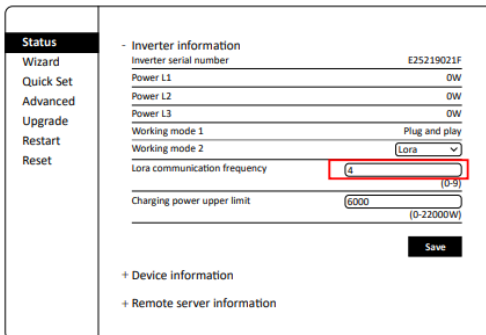 Status
Wizard
Quick Set
Advanced
Upgrade
Restart
Reset
- Inverter information
Inverter serial number E25219021F
Power L1 0W
Power L2 0W
Power L3 0W
Working mode 1 Plug and play
Working mode 2 Lora
Lora communication frequency 4
(0-9)
Charging power upper limit 6000
(0-22000W)
Save
+ Device information
+ Remote server information